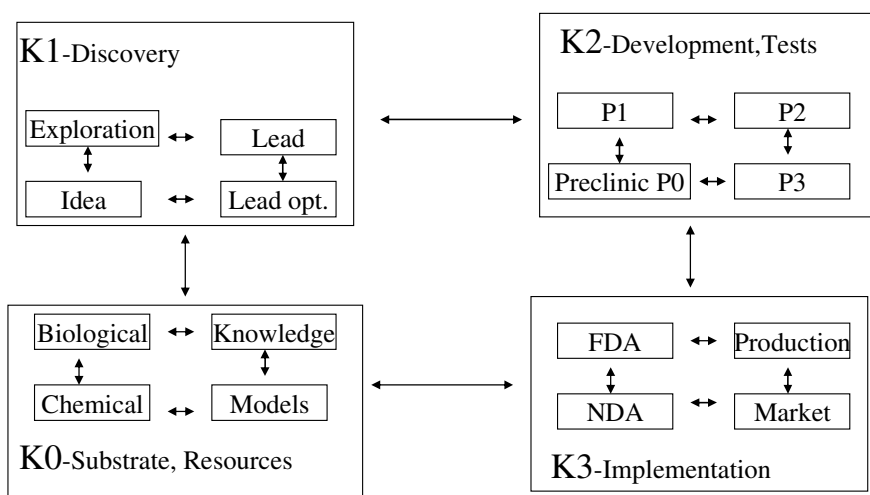 K1-Discovery
Exploration
Lead
Idea
Lead opt.
K2-Development,Tests
P1
P2
Preclinic P0
P3
Biological
Knowledge
Chemical
Models
K0-Substrate, Resources
FDA
Production
NDA
Market
K3-Implementation